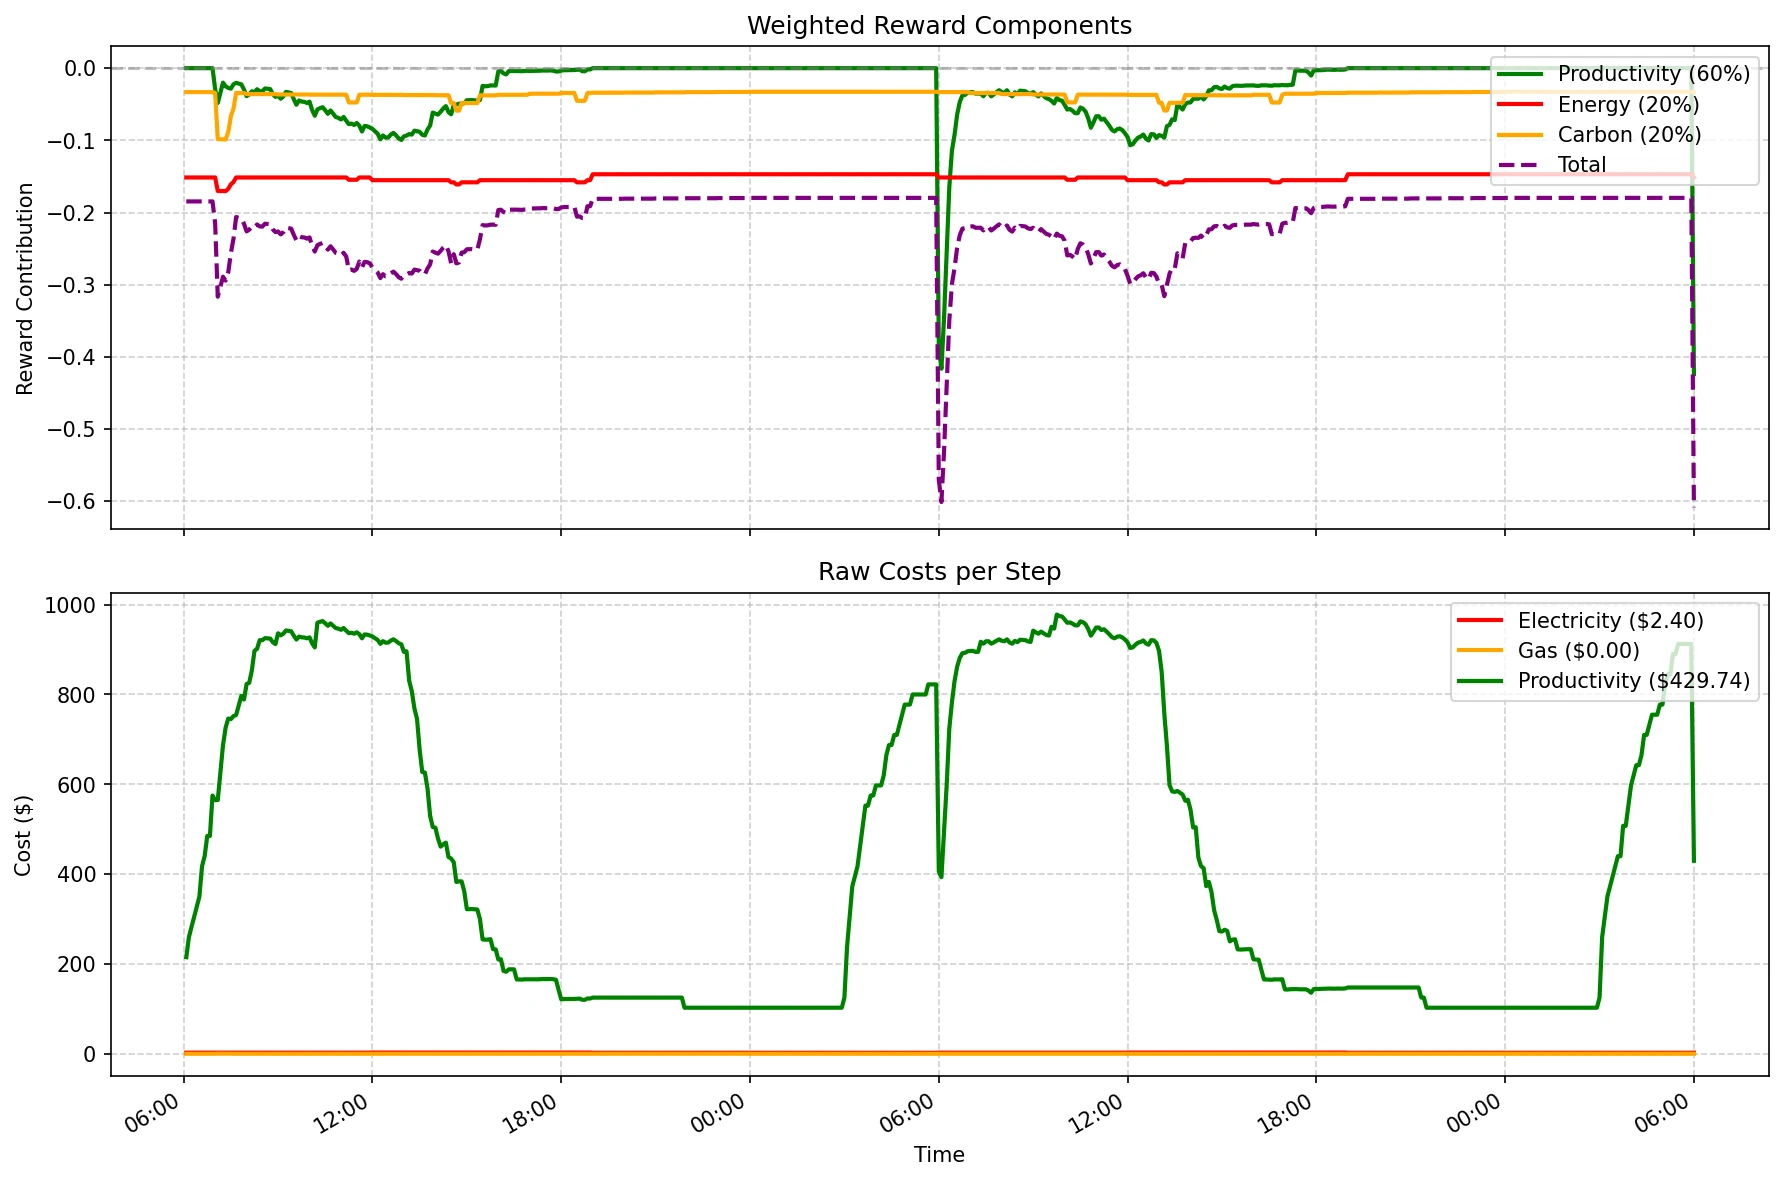 Weighted Reward Components
Reward Contribution
0.0
−0.1
−0.2
−0.3
−0.4
−0.5
−0.6
Productivity (60%)
Energy (20%)
Carbon (20%)
Total
Raw Costs per Step
Cost ($)
1000
800
600
400
200
0
Electricity ($2.40)
Gas ($0.00)
Productivity ($429.74)
06:00
12:00
18:00
00:00
06:00
12:00
18:00
00:00
06:00
Time